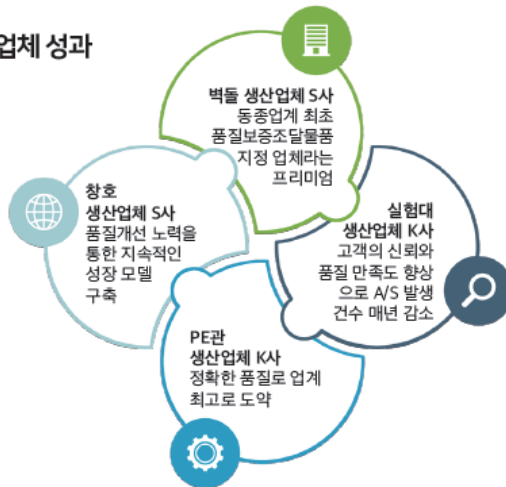 업체 성과
벽돌 생산업체 S사
동종업계 최초
품질보증조달물품
지정 업체라는
프리미엄
창호
생산업체 S사
품질개선 노력을
통한 지속적인
성장 모델
구축
실험대
생산업체 K사
고객의 신뢰와
품질 만족도 향상
으로 A/S 발생
건수 매년 감소
PE관
생산업체 K사
정확한 품질로 업계
최고로 도약